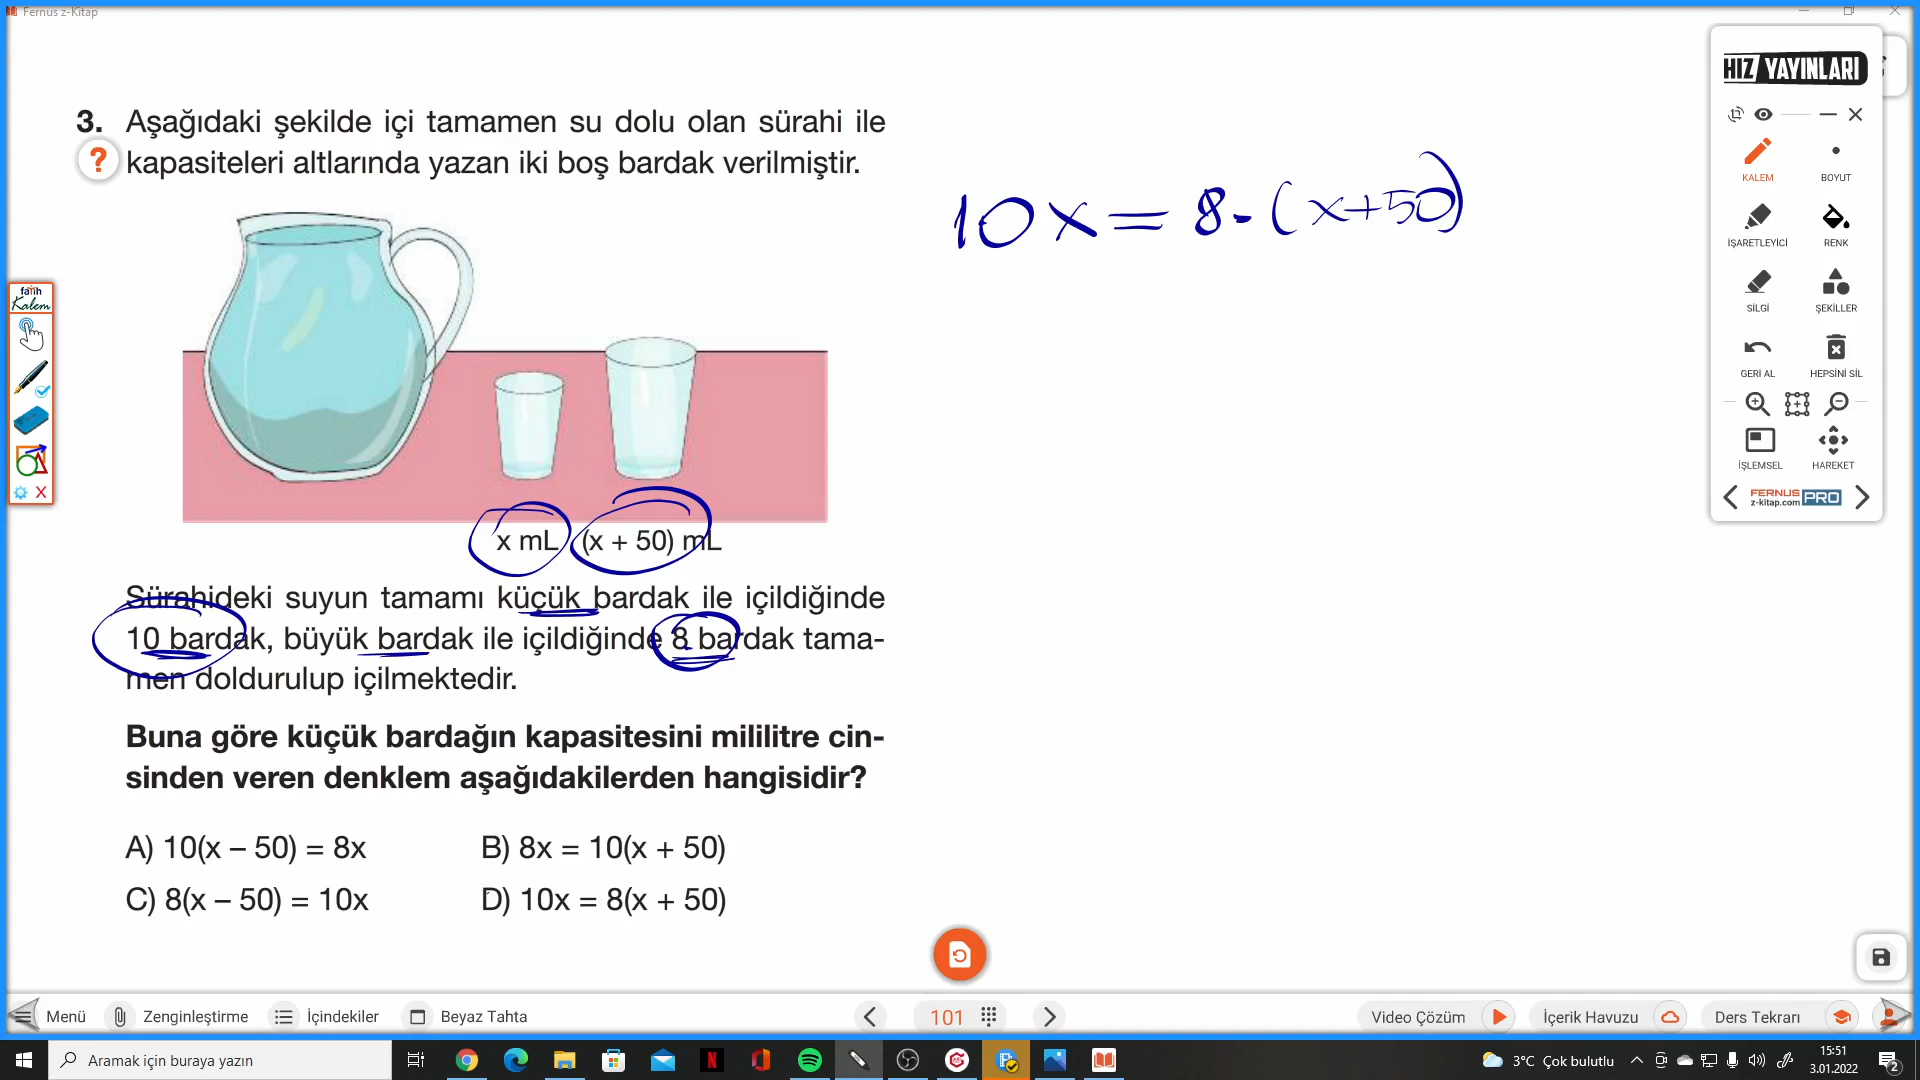 Fernus z-Kitap
HIZ YAYINLARI
3. Aşağıdaki şekilde içi tamamen su dolu olan sürahi ile
? kapasiteleri altlarında yazan iki boş bardak verilmiştir.
10x = 8.(x+50)
x mL (x + 50) mL
Sürahideki suyun tamamı küçük bardak ile içildiğinde
10 bardak, büyük bardak ile içildiğinde 8 bardak tama-
men doldurulup içilmektedir.
Buna göre küçük bardağın kapasitesini mililitre cin-
sinden veren denklem aşağıdakilerden hangisidir?
A) 10(x – 50) = 8x B) 8x = 10(x + 50)
C) 8(x – 50) = 10x D) 10x = 8(x + 50)
fatih
Kalem
KALEM BOYUT
İŞARETLEYİCİ RENK
SİLGİ ŞEKİLLER
GERİ AL HEPSİNİ SİL
İŞLEMSEL HAREKET
FERNUS
z-kitap.com PRO
Menü Zenginleştirme İçindekiler Beyaz Tahta 101 Video Çözüm İçerik Havuzu Ders Tekrarı
Aramak için buraya yazın 3°C Çok bulutlu 15:51
3.01.2022 2